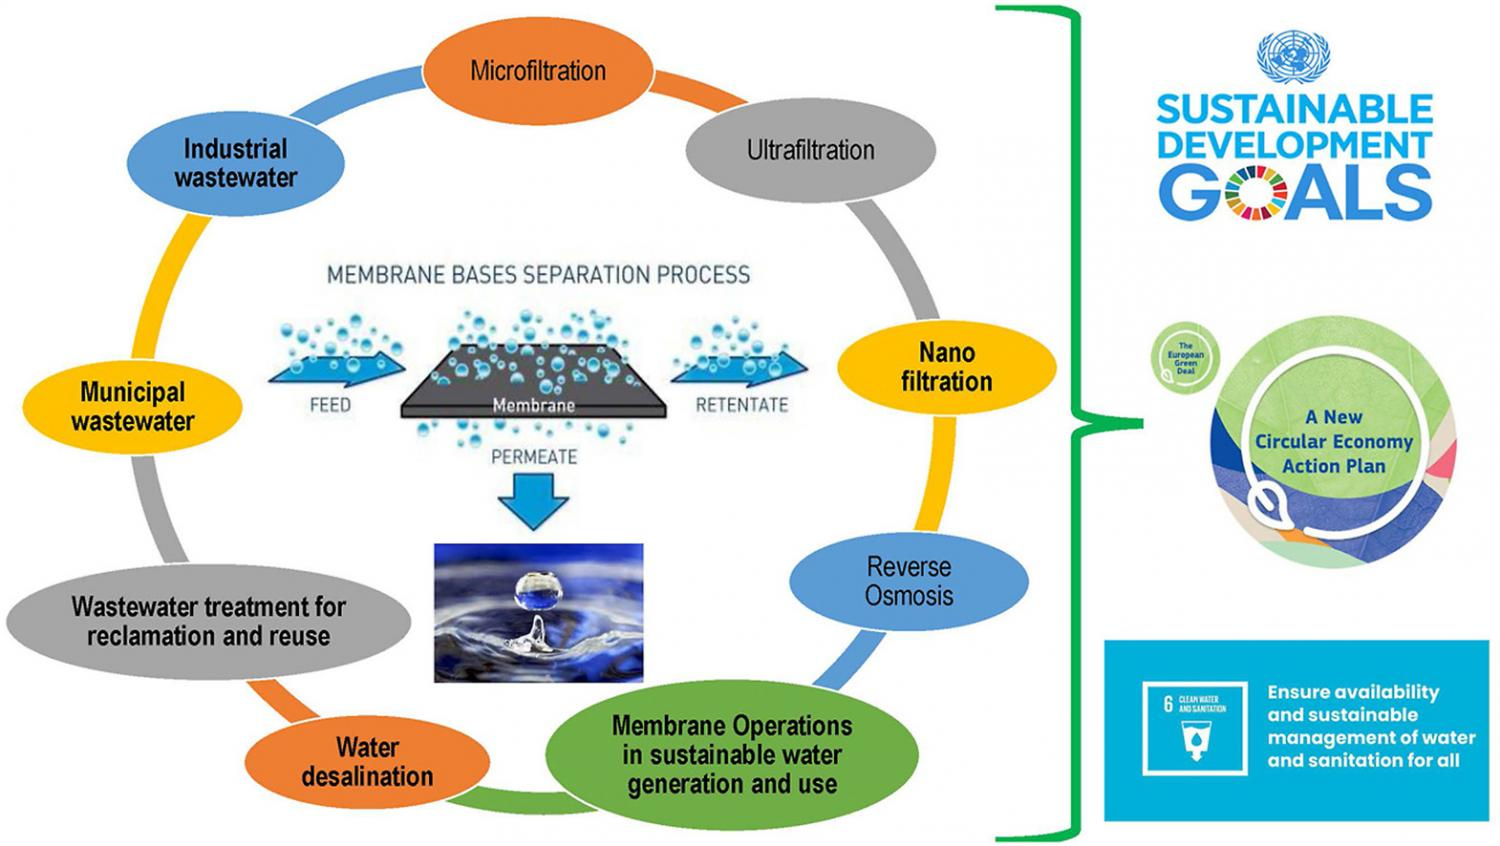 Microfiltration
Ultrafiltration
Industrial
wastewater
MEMBRANE BASES SEPARATION PROCESS
FEED
Membrane
RETENTATE
PERMEATE
Nano
filtration
Municipal
wastewater
Reverse
Osmosis
Wastewater treatment for
reclamation and reuse
Water
desalination
Membrane Operations
in sustainable water
generation and use
SUSTAINABLE
DEVELOPMENT
GOALS
The
European
Green
Deal
A New
Circular Economy
Action Plan
6 CLEAN WATER
AND SANITATION
Ensure availability
and sustainable
management of water
and sanitation for all